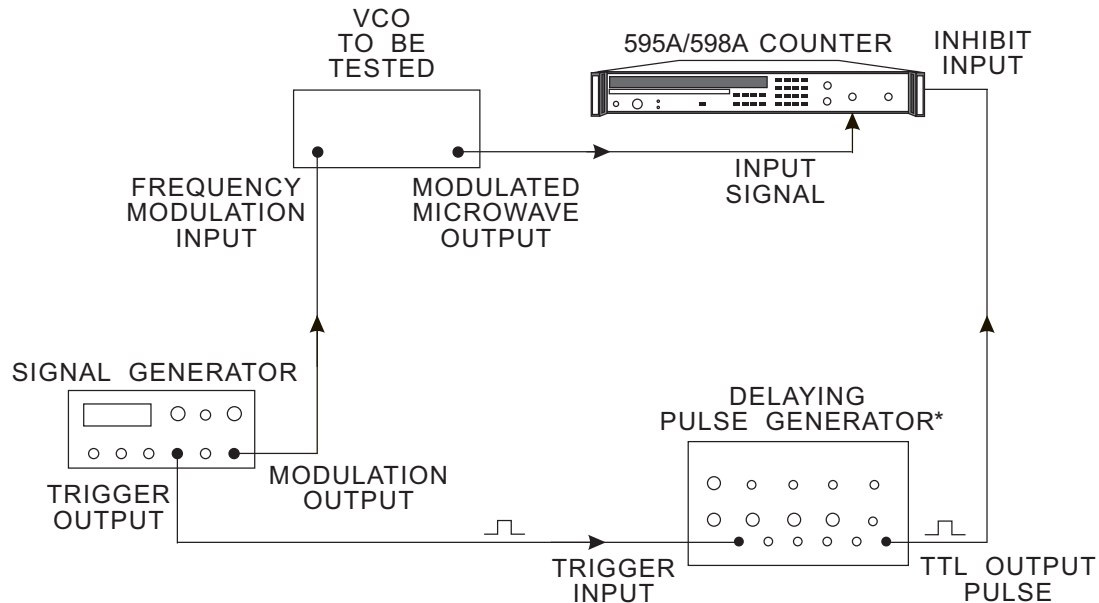 VCO
TO BE
TESTED
595A/598A COUNTER
INHIBIT
INPUT
FREQUENCY
MODULATION
INPUT
MODULATED
MICROWAVE
OUTPUT
INPUT
SIGNAL
SIGNAL GENERATOR
TRIGGER
OUTPUT
MODULATION
OUTPUT
DELAYING
PULSE GENERATOR*
TRIGGER
INPUT
TTL OUTPUT
PULSE